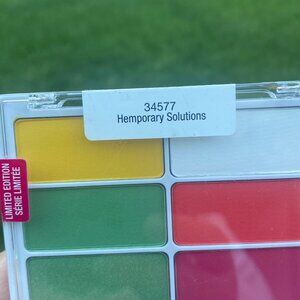 34577
Hemporary Solutions
LIMITED EDITION
SÉRIE LIMITÉE